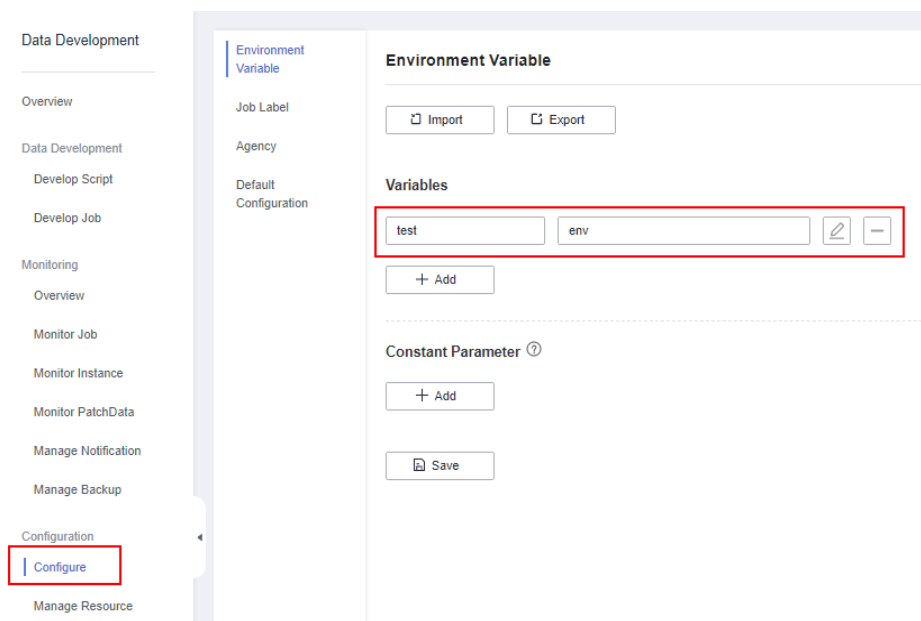 Data Development
Overview
Data Development
Develop Script
Develop Job
Monitoring
Overview
Monitor Job
Monitor Instance
Monitor PatchData
Manage Notification
Manage Backup
Configuration
Configure
Manage Resource
Environment
Variable
Job Label
Agency
Default
Configuration
Environment Variable
Import Export
Variables
test env
+ Add
Constant Parameter ?
+ Add
Save